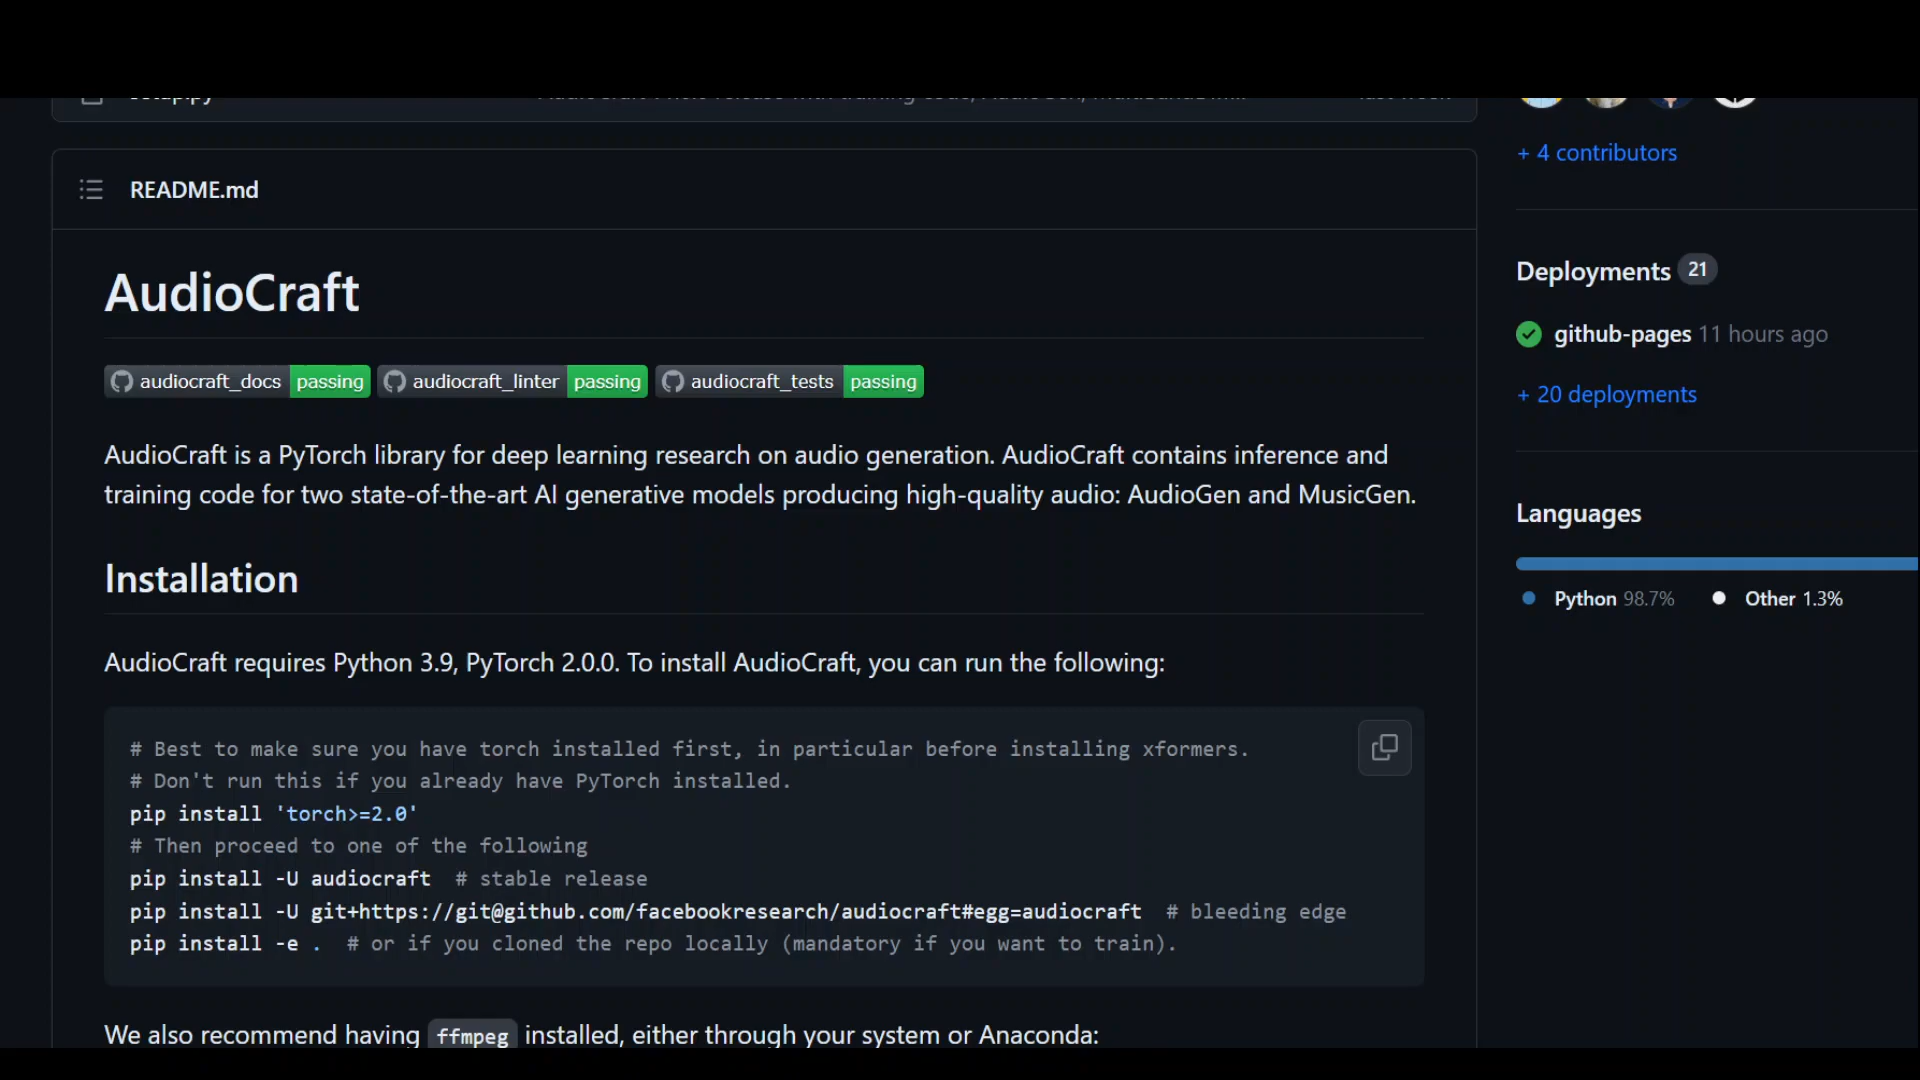 + 4 contributors
README.md
AudioCraft
audiocraft_docs passing audiocraft_linter passing audiocraft_tests passing
AudioCraft is a PyTorch library for deep learning research on audio generation. AudioCraft contains inference and
training code for two state-of-the-art AI generative models producing high-quality audio: AudioGen and MusicGen.
Installation
AudioCraft requires Python 3.9, PyTorch 2.0.0. To install AudioCraft, you can run the following:
# Best to make sure you have torch installed first, in particular before installing xformers.
# Don't run this if you already have PyTorch installed.
pip install 'torch>=2.0'
# Then proceed to one of the following
pip install -U audiocraft  # stable release
pip install -U git+https://git@github.com/facebookresearch/audiocraft#egg=audiocraft  # bleeding edge
pip install -e .  # or if you cloned the repo locally (mandatory if you want to train).
We also recommend having ffmpeg installed, either through your system or Anaconda:
Deployments 21
github-pages 11 hours ago
+ 20 deployments
Languages
Python 98.7% Other 1.3%